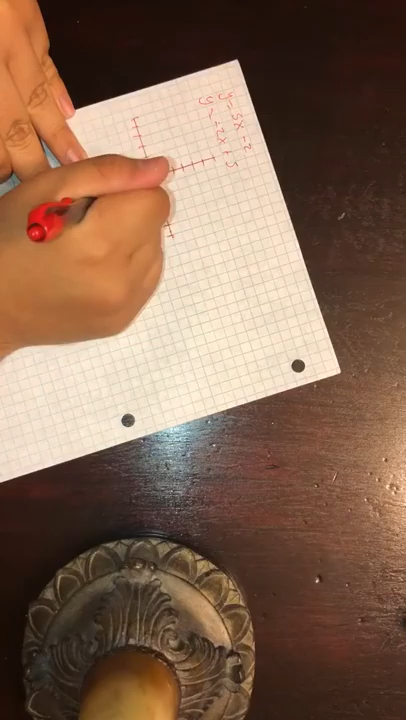 y = 5x - 2
y = -2x + 5